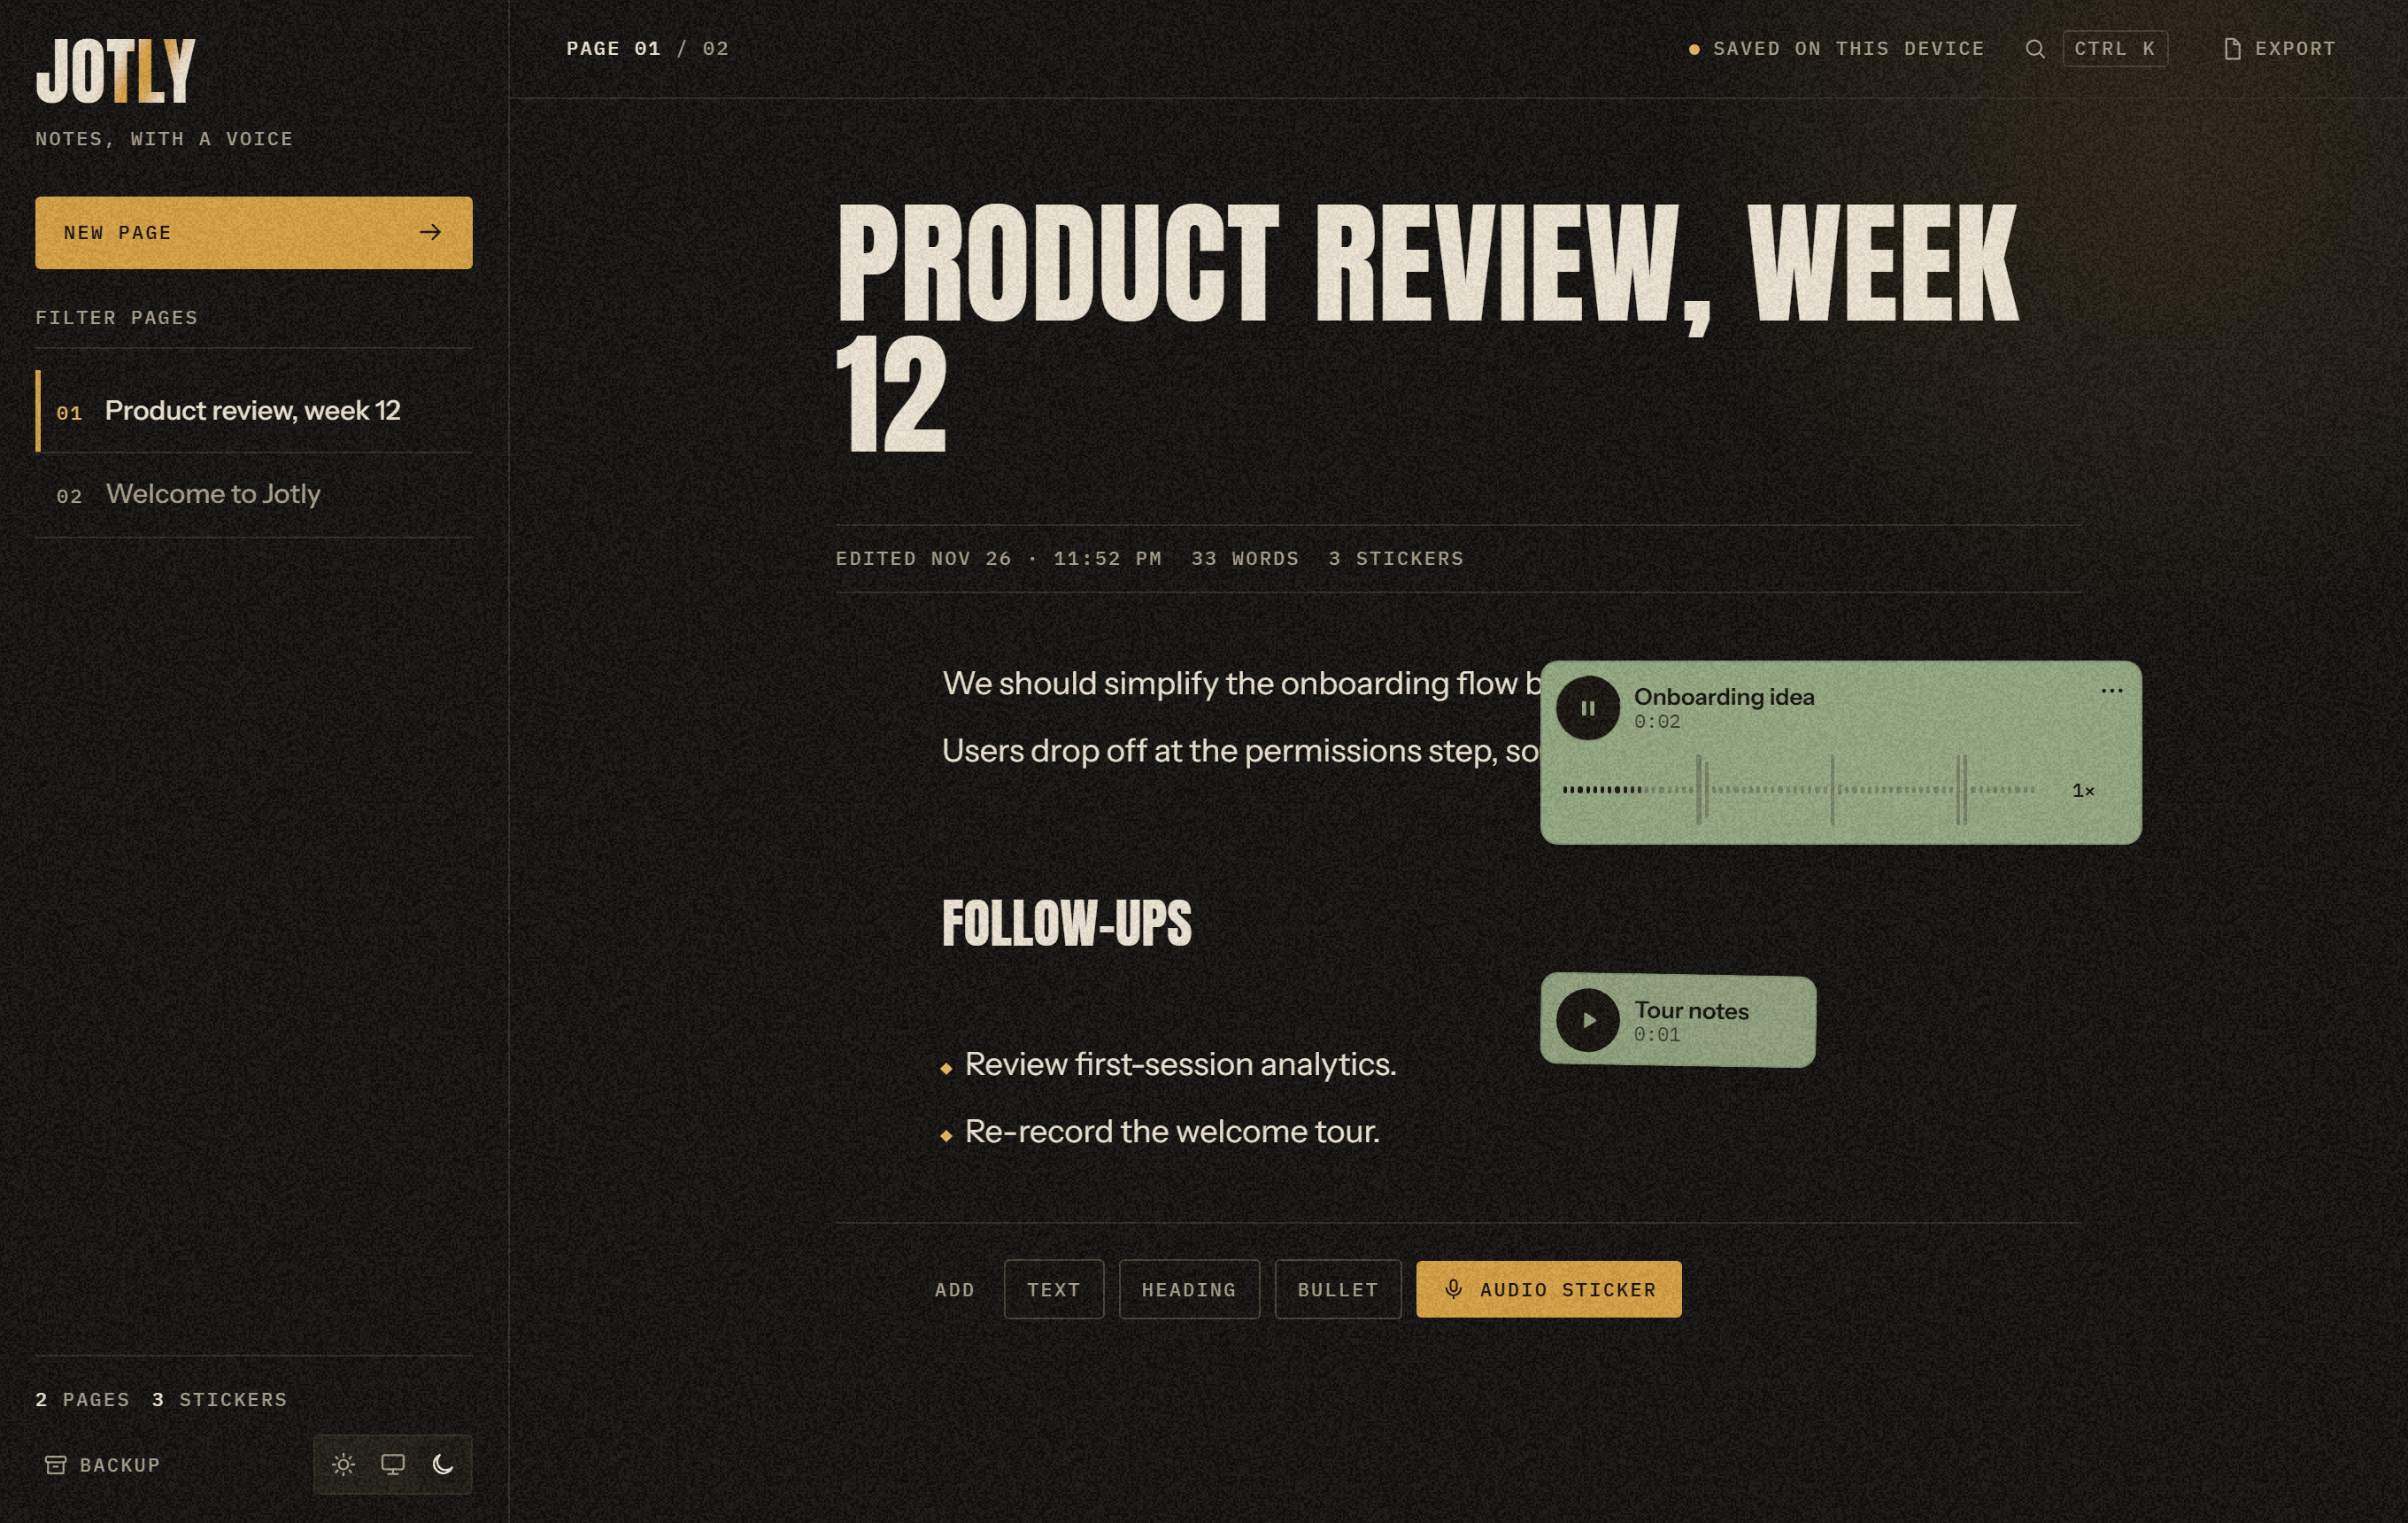 JOTLY
NOTES, WITH A VOICE
NEW PAGE
FILTER PAGES
01 Product review, week 12
02 Welcome to Jotly
2 PAGES 3 STICKERS
BACKUP
PAGE 01 / 02
SAVED ON THIS DEVICE
CTRL K
EXPORT
PRODUCT REVIEW, WEEK
12
EDITED NOV 26 · 11:52 PM 33 WORDS 3 STICKERS
We should simplify the onboarding flow
Users drop off at the permissions step, so
Onboarding idea
0:02
1×
FOLLOW-UPS
Tour notes
0:01
Review first-session analytics.
Re-record the welcome tour.
ADD TEXT HEADING BULLET AUDIO STICKER